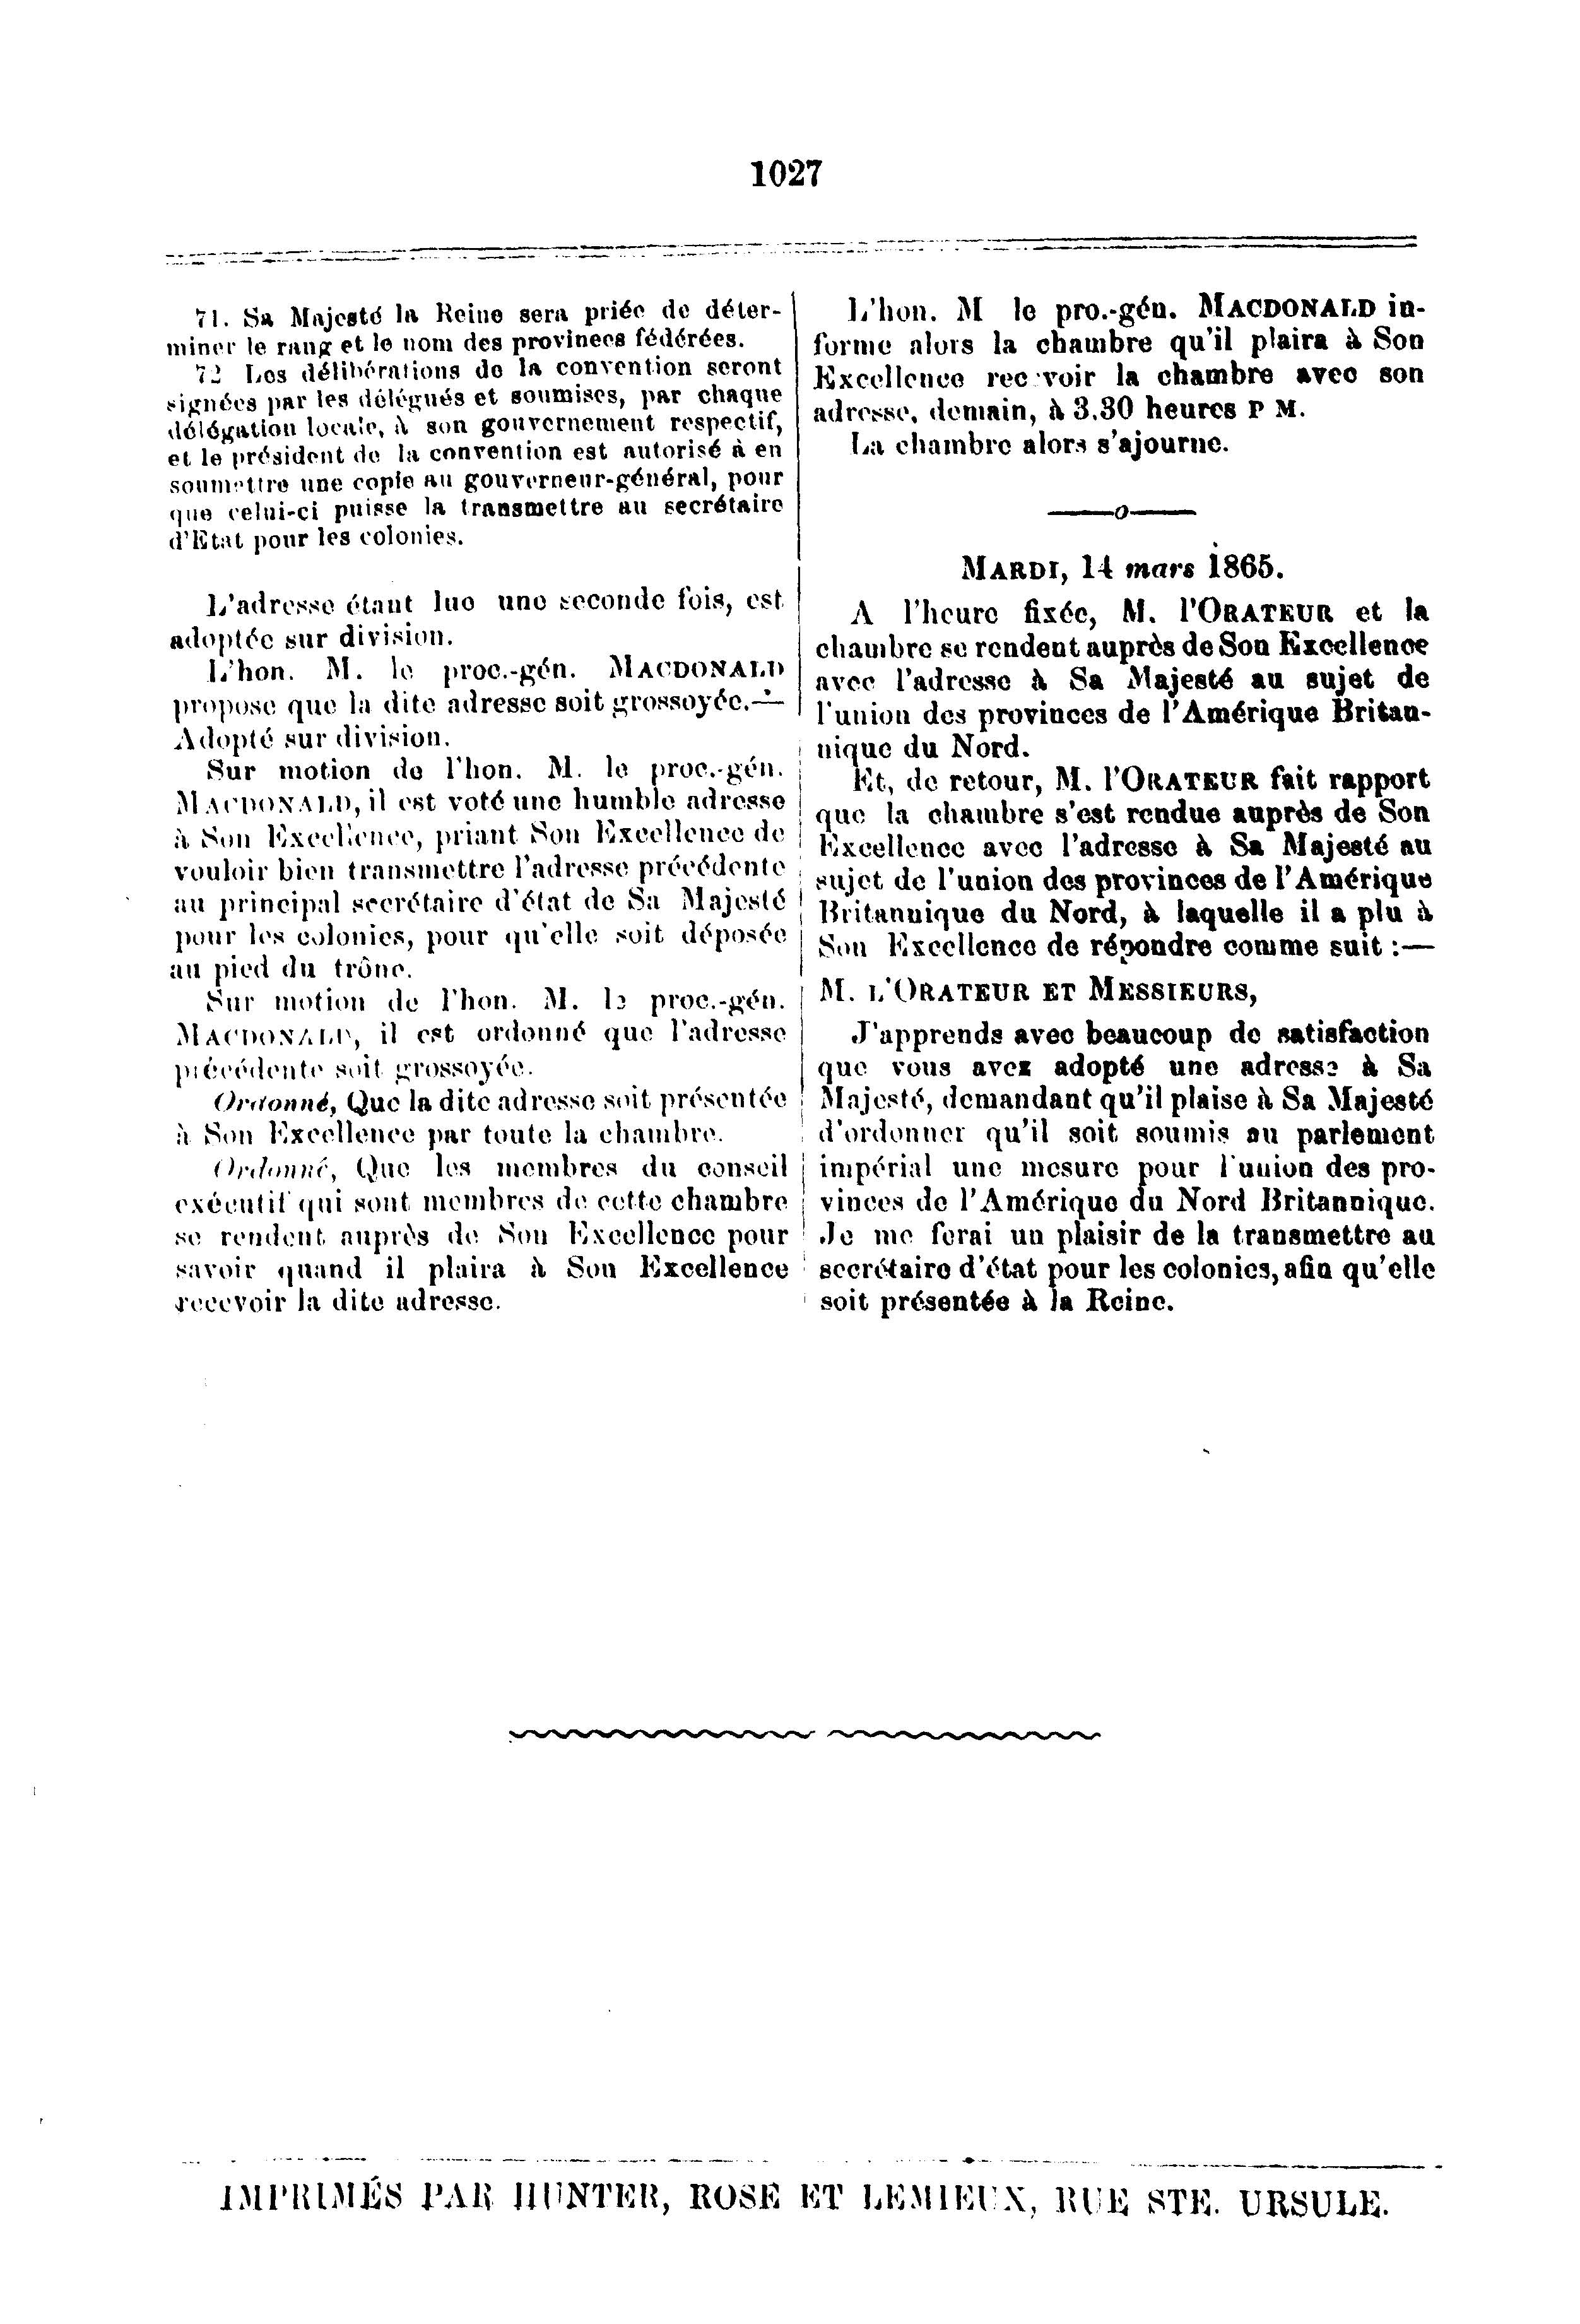 1027
71. Sa Majesté la Reine sera priée de déter-
miner le rang et le nom des provinces fédérées.
72 Les délibérations de la convention seront
signées par les délégués et soumises, par chaque
délégation locale, à son gouvernement respectif,
et le président de la convention est autorisé à en
soumettre une copie au gouverneur-général, pour
que celui-ci puisse la transmettre au secrétaire
d'Etat pour les colonies.
L'adresse étant lue une seconde fois, est
adoptée sur division.
L'hon. M. le proc.-gén. MACDONALD
propose que la dite adresse soit grossoyée.—
Adopté sur division.
Sur motion de l'hon. M. le proc.-gén.
MACDONALD, il est voté une humble adresse
à Son Excellence, priant Son Excellence de
vouloir bien transmettre l'adresse précédente
au principal secrétaire d'état de Sa Majesté
pour les colonies, pour qu'elle soit déposée
au pied du trône.
Sur motion de l'hon. M. le proc.-gén.
MACDONALD, il est ordonné que l'adresse
précédente soit grossoyée.
Ordonné, Que la dite adresse soit présentée
à Son Excellence par toute la chambre.
Ordonné, Que les membres du conseil
exécutif qui sont membres de cette chambre
se rendent auprès de Son Excellence pour
savoir quand il plaira à Son Excellence
recevoir la dite adresse.
L'hon. M le pro.-gén. MACDONALD in-
forme alors la chambre qu'il plaira à Son
Excellence recevoir la chambre avec son
adresse, demain, à 3.30 heures P M.
La chambre alors s'ajourne.
MARDI, 14 mars 1865.
A l'heure fixée, M. l'ORATEUR et la
chambre se rendent auprès de Son Excellence
avec l'adresse à Sa Majesté au sujet de
l'union des provinces de l'Amérique Britan-
nique du Nord.
Et, de retour, M. l'ORATEUR fait rapport
que la chambre s'est rendue auprès de Son
Excellence avec l'adresse à Sa Majesté au
sujet de l'union des provinces de l'Amérique
Britannique du Nord, à laquelle il a plu à
Son Excellence de répondre comme suit :—
M. L'ORATEUR ET MESSIEURS,
J'apprends avec beaucoup de satisfaction
que vous avez adopté une adresse à Sa
Majesté, demandant qu'il plaise à Sa Majesté
d'ordonner qu'il soit soumis au parlement
impérial une mesure pour l'union des pro-
vinces de l'Amérique du Nord Britannique.
Je me ferai un plaisir de la transmettre au
secrétaire d'état pour les colonies, afin qu'elle
soit présentée à la Reine.
IMPRIMÉS PAR HUNTER, ROSE ET LEMIEUX, RUE STE. URSULE.